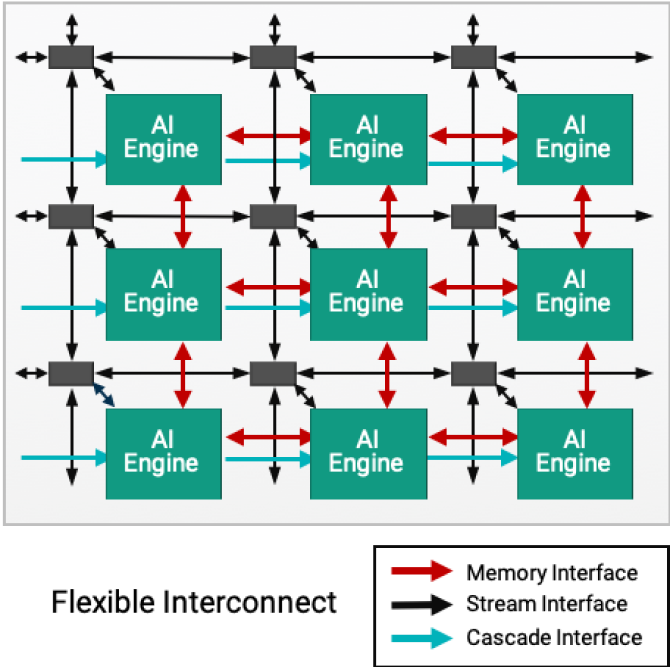 AI
Engine
AI
Engine
AI
Engine
AI
Engine
AI
Engine
AI
Engine
AI
Engine
AI
Engine
AI
Engine
Flexible Interconnect
Memory Interface
Stream Interface
Cascade Interface